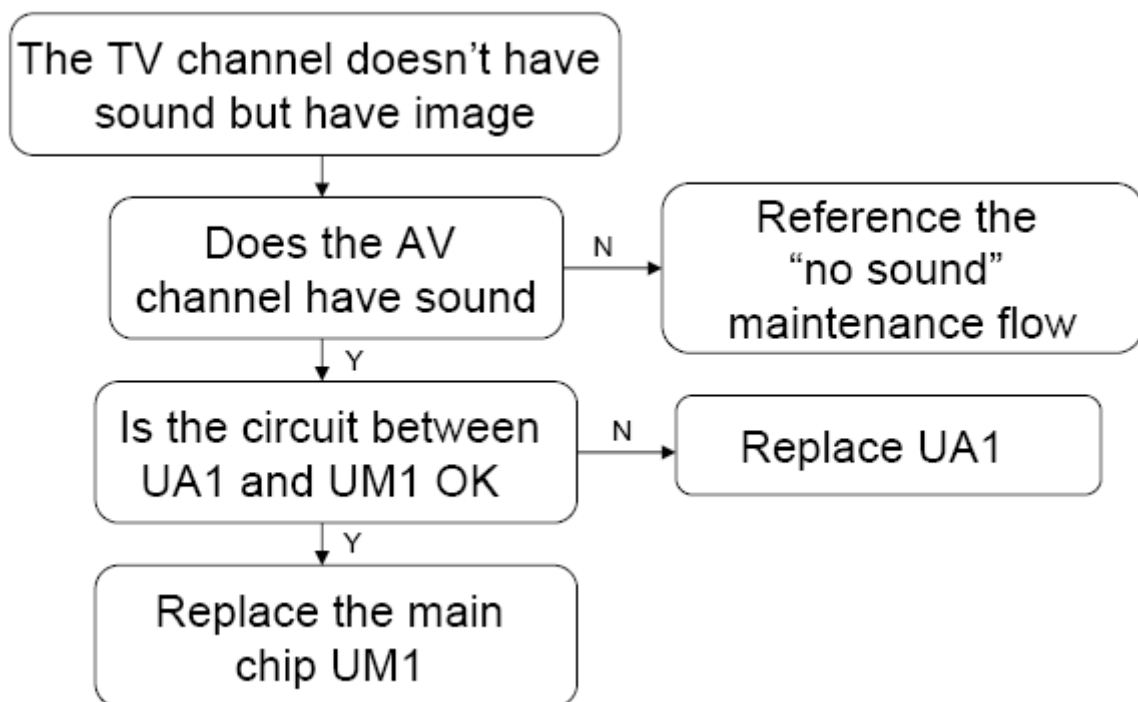 The TV channel doesn’t have
sound but have image
Does the AV
channel have sound
N
Reference the
“no sound”
maintenance flow
Y
Is the circuit between
UA1 and UM1 OK
N
Replace UA1
Y
Replace the main
chip UM1